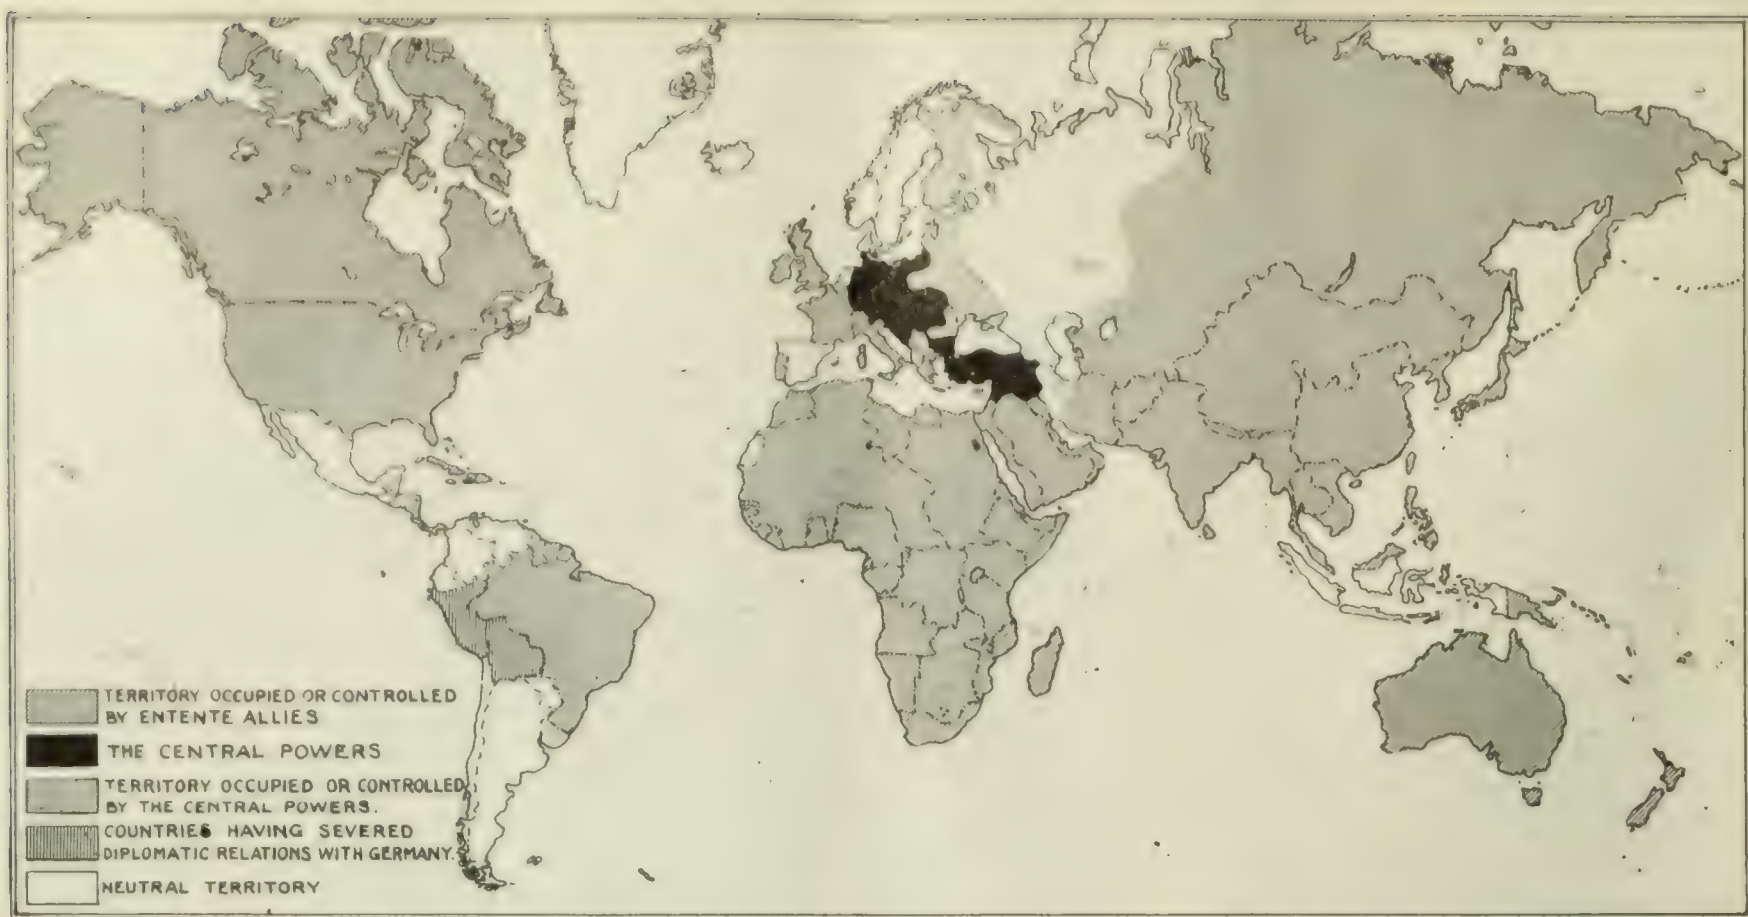 TERRITORY OCCUPIED OR CONTROLLED
BY ENTENTE ALLIES
THE CENTRAL POWERS
TERRITORY OCCUPIED OR CONTROLLED
BY THE CENTRAL POWERS.
COUNTRIES HAVING SEVERED
DIPLOMATIC RELATIONS WITH GERMANY.
NEUTRAL TERRITORY